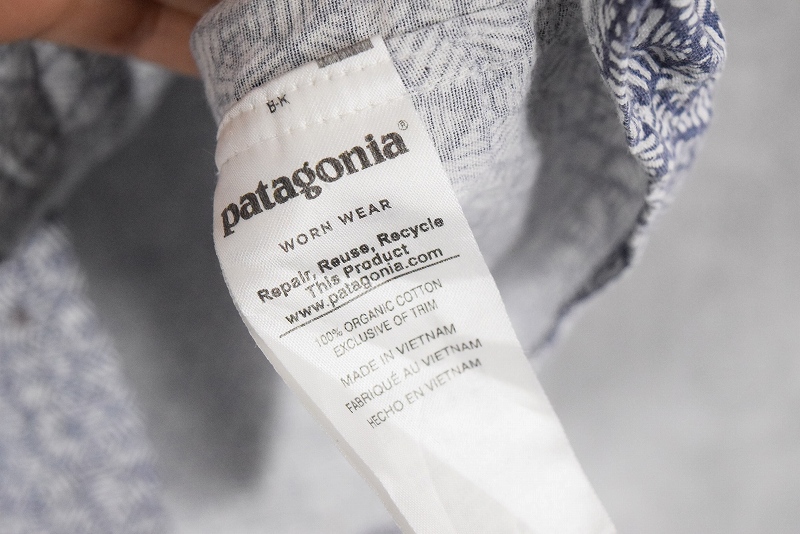 B-K
patagonia®
WORN WEAR
Repair, Reuse, Recycle
This Product
www.patagonia.com
100% ORGANIC COTTON
EXCLUSIVE OF TRIM
MADE IN VIETNAM
FABRIQUÉ AU VIETNAM
HECHO EN VIETNAM